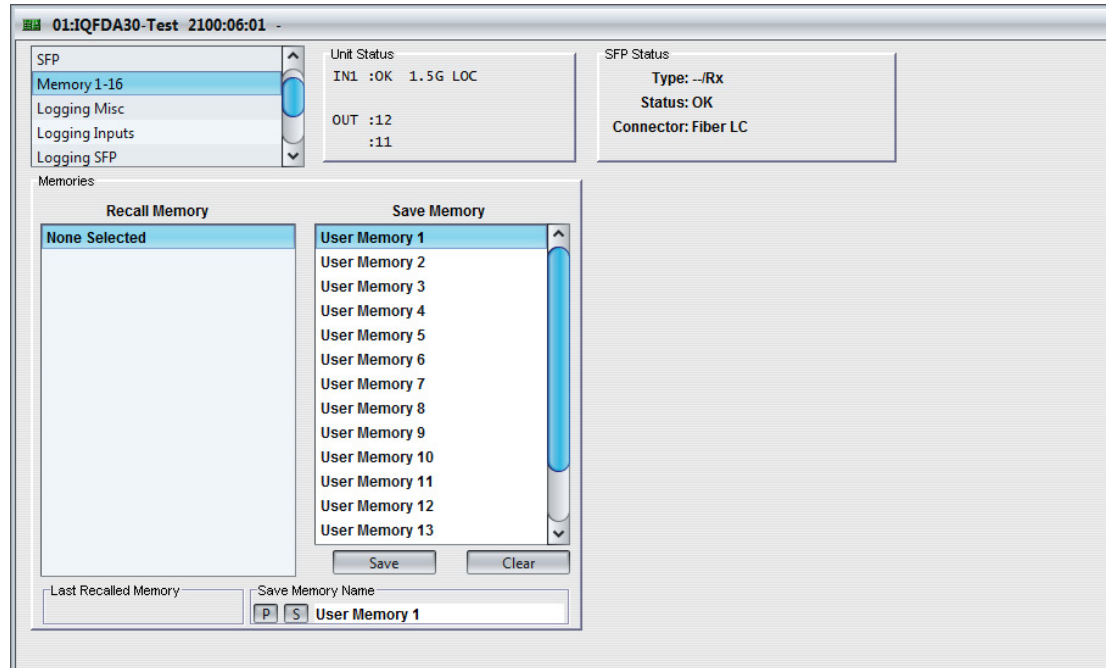 01:IQFDA30-Test 2100:06:01 -
SFP
Memory 1-16
Logging Misc
Logging Inputs
Logging SFP
Unit Status
IN1 :OK 1.5G LOC
OUT :12
:11
SFP Status
Type: --/Rx
Status: OK
Connector: Fiber LC
Memories
Recall Memory
None Selected
Save Memory
User Memory 1
User Memory 2
User Memory 3
User Memory 4
User Memory 5
User Memory 6
User Memory 7
User Memory 8
User Memory 9
User Memory 10
User Memory 11
User Memory 12
User Memory 13
Save Clear
Last Recalled Memory
Save Memory Name
P S User Memory 1